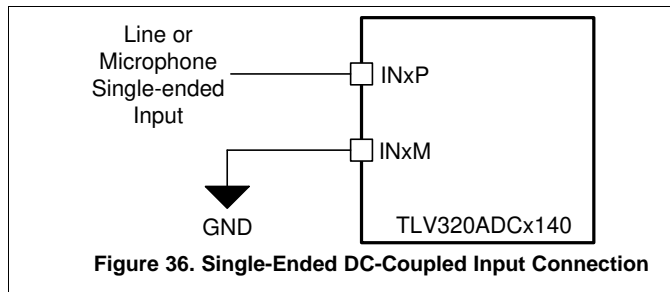 Line or
Microphone
Single-ended
Input
INxP
INxM
GND
TLV320ADCx140
Figure 36. Single-Ended DC-Coupled Input Connection